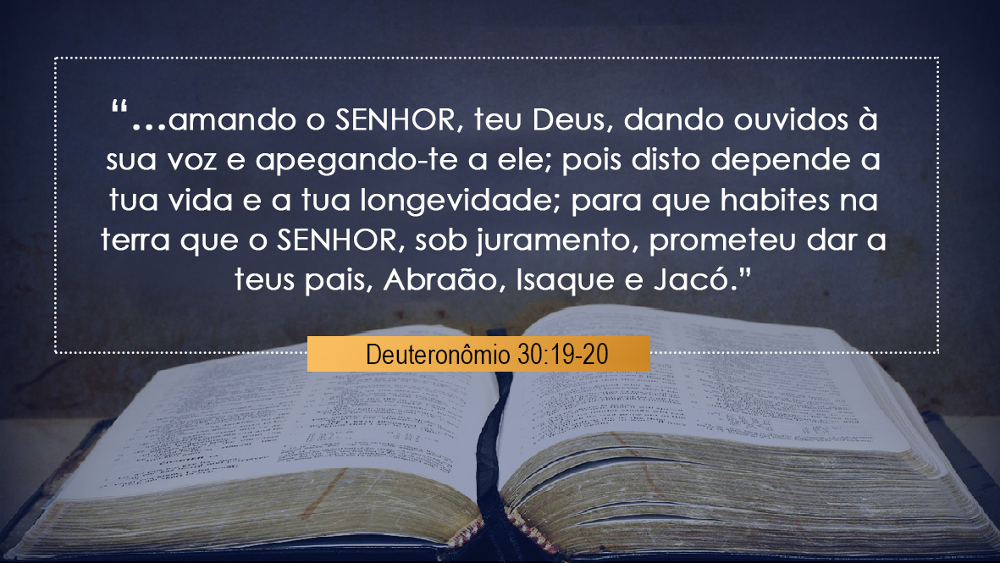 “...amando o SENHOR, teu Deus, dando ouvidos à
sua voz e apegando-te a ele; pois disto depende a
tua vida e a tua longevidade; para que habites na
terra que o SENHOR, sob juramento, prometeu dar a
teus pais, Abraão, Isaque e Jacó.”
Deuteronômio 30:19-20